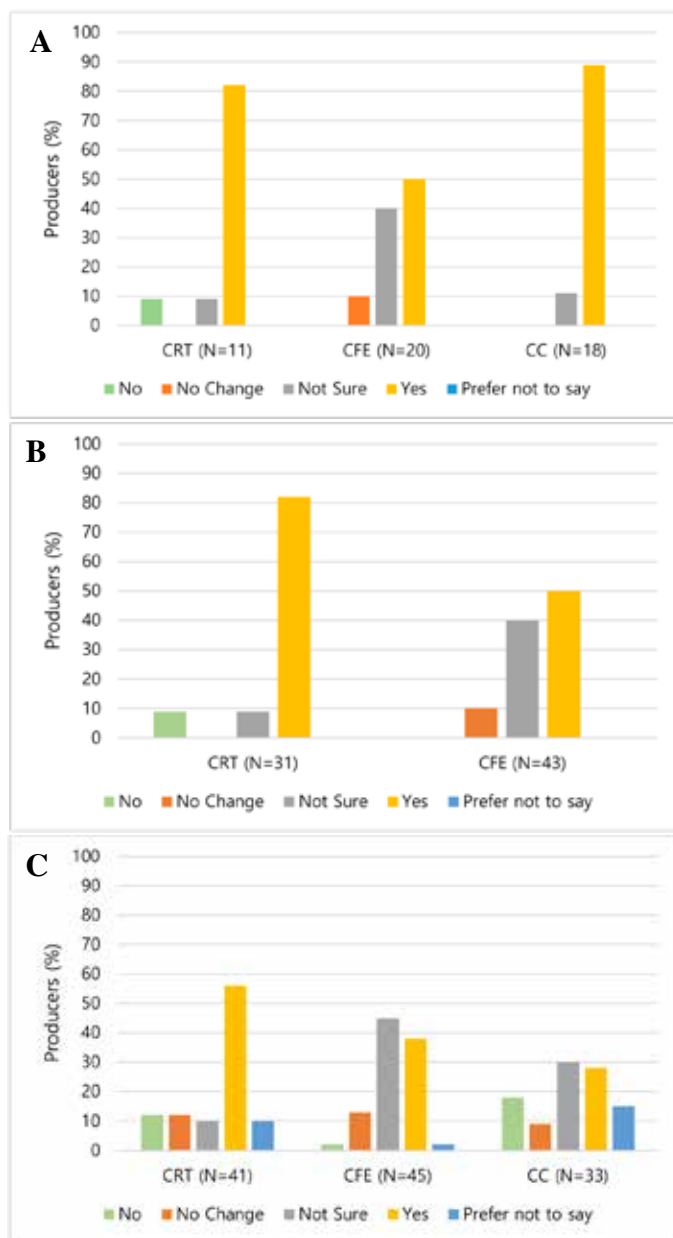 A
Producers (%)
100
90
80
70
60
50
40
30
20
10
0
CRT (N=11) CFE (N=20) CC (N=18)
No No Change Not Sure Yes Prefer not to say
B
Producers (%)
100
90
80
70
60
50
40
30
20
10
0
CRT (N=31) CFE (N=43)
No No Change Not Sure Yes Prefer not to say
C
Producers (%)
100
90
80
70
60
50
40
30
20
10
0
CRT (N=41) CFE (N=45) CC (N=33)
No No Change Not Sure Yes Prefer not to say